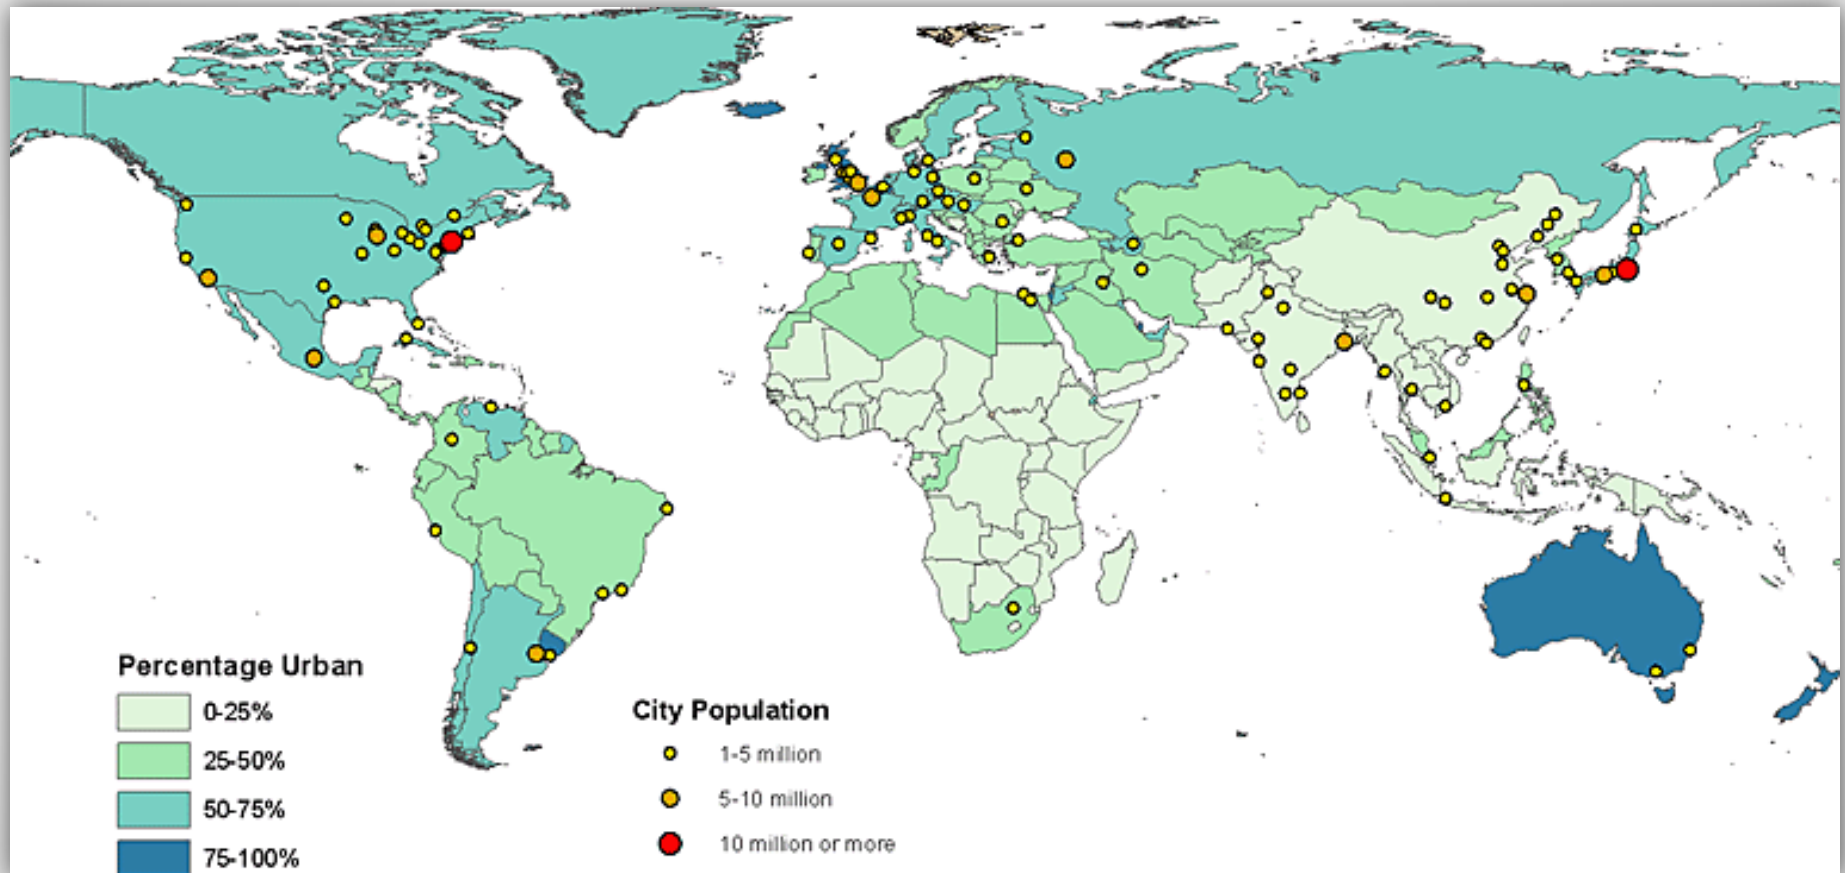 Percentage Urban
0-25%
25-50%
50-75%
75-100%
City Population
1-5 million
5-10 million
10 million or more